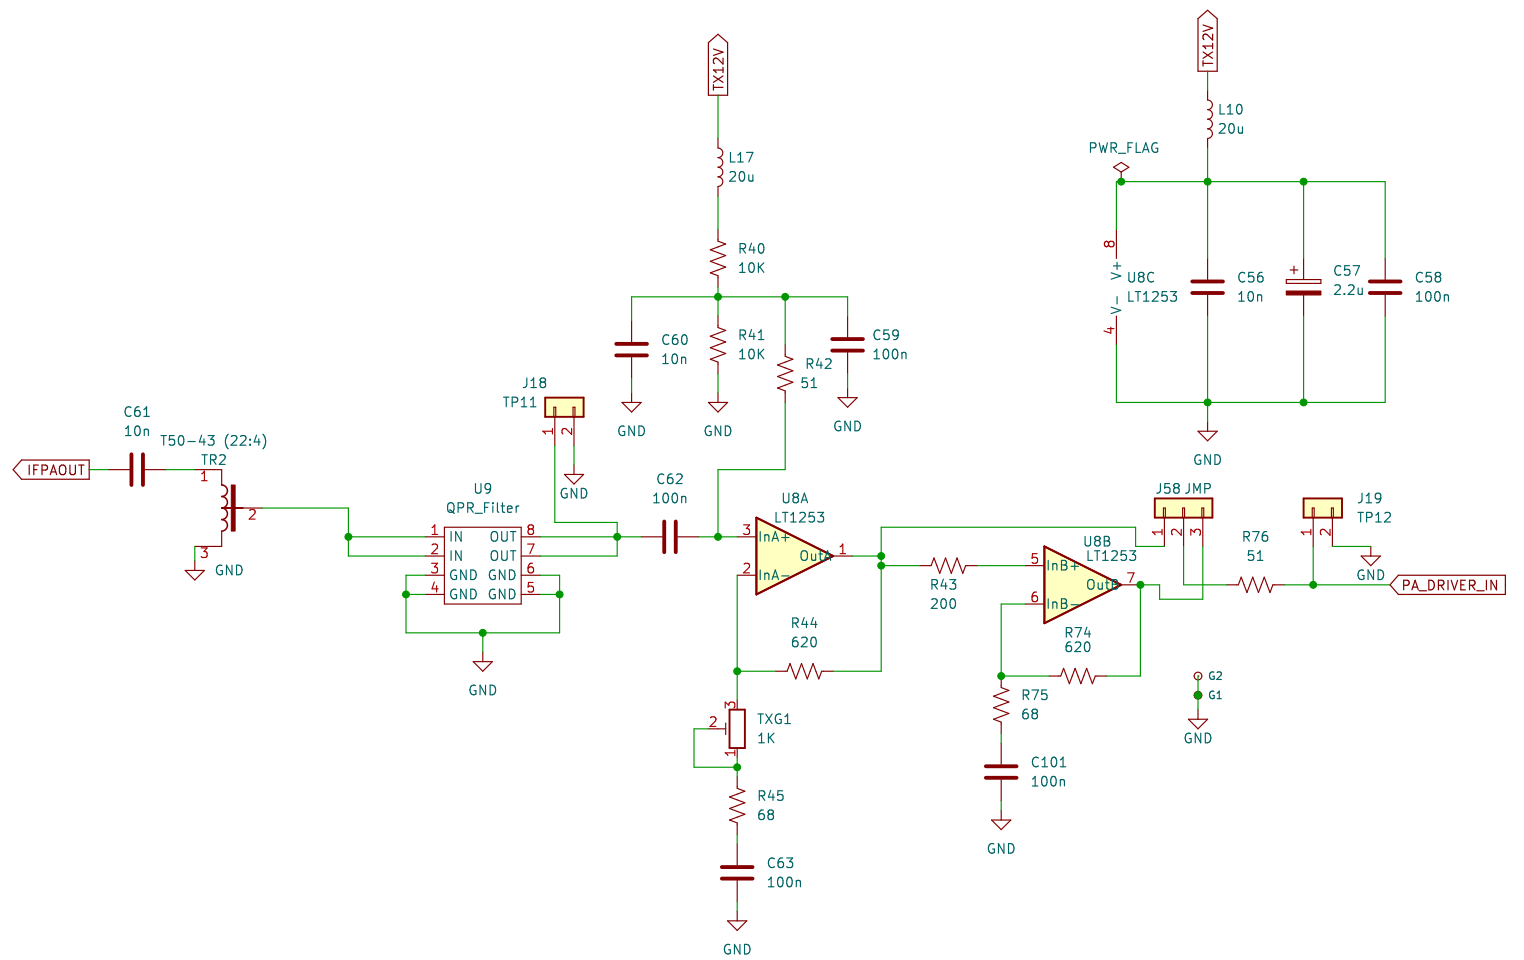 TX12V
TX12V
L10
20u
PWR_FLAG
L17
20u
8
V+
U8C
LT1253
V-
4
C56
10n
+
C57
2.2u
C58
100n
R40
10K
C60
10n
R41
10K
R42
51
C59
100n
GND
GND
GND
GND
J18
TP11
1
2
GND
C61
10n
T50-43 (22:4)
TR2
IFPAOUT
1
2
3
GND
U9
QPR_Filter
1 IN OUT 8
2 IN OUT 7
3 GND GND 6
4 GND GND 5
GND
C62
100n
U8A
LT1253
3 InA+
OutA 1
2 InA-
R43
200
U8B
LT1253
5 InB+
OutB 7
6 InB-
J58 JMP
1
2
3
R76
51
J19
TP12
1
2
GND
PA_DRIVER_IN
R44
620
R74
620
R75
68
C101
100n
GND
G2
G1
GND
3
2
1
TXG1
1K
R45
68
C63
100n
GND